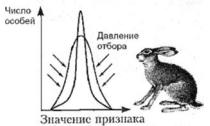 Число
особей
Давление
отбора
Значение признака